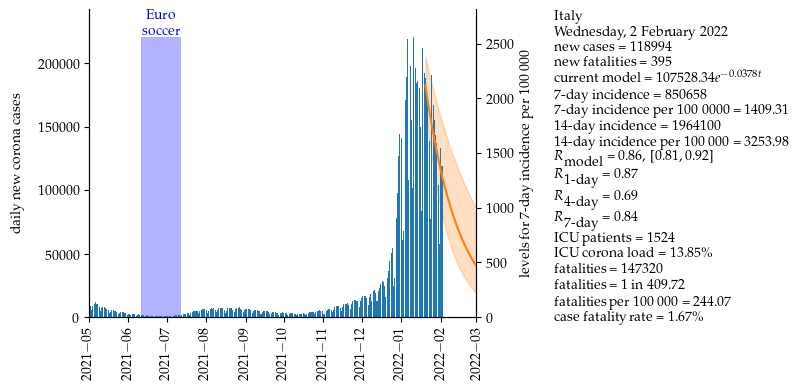 Euro
soccer
daily new corona cases
0
50000
100000
150000
200000
2021−05
2021−06
2021−07
2021−08
2021−09
2021−10
2021−11
2021−12
2022−01
2022−02
2022−03
0
500
1000
1500
2000
2500
levels for 7-day incidence per 100 000
Italy
Wednesday, 2 February 2022
new cases = 118994
new fatalities = 395
current model = 107528.34e^{−0.0378t}
7-day incidence = 850658
7-day incidence per 100 0000 = 1409.31
14-day incidence = 1964100
14-day incidence per 100 000 = 3253.98
R_model = 0.86, [0.81, 0.92]
R_1-day = 0.87
R_4-day = 0.69
R_7-day = 0.84
ICU patients = 1524
ICU corona load = 13.85%
fatalities = 147320
fatalities = 1 in 409.72
fatalities per 100 000 = 244.07
case fatality rate = 1.67%